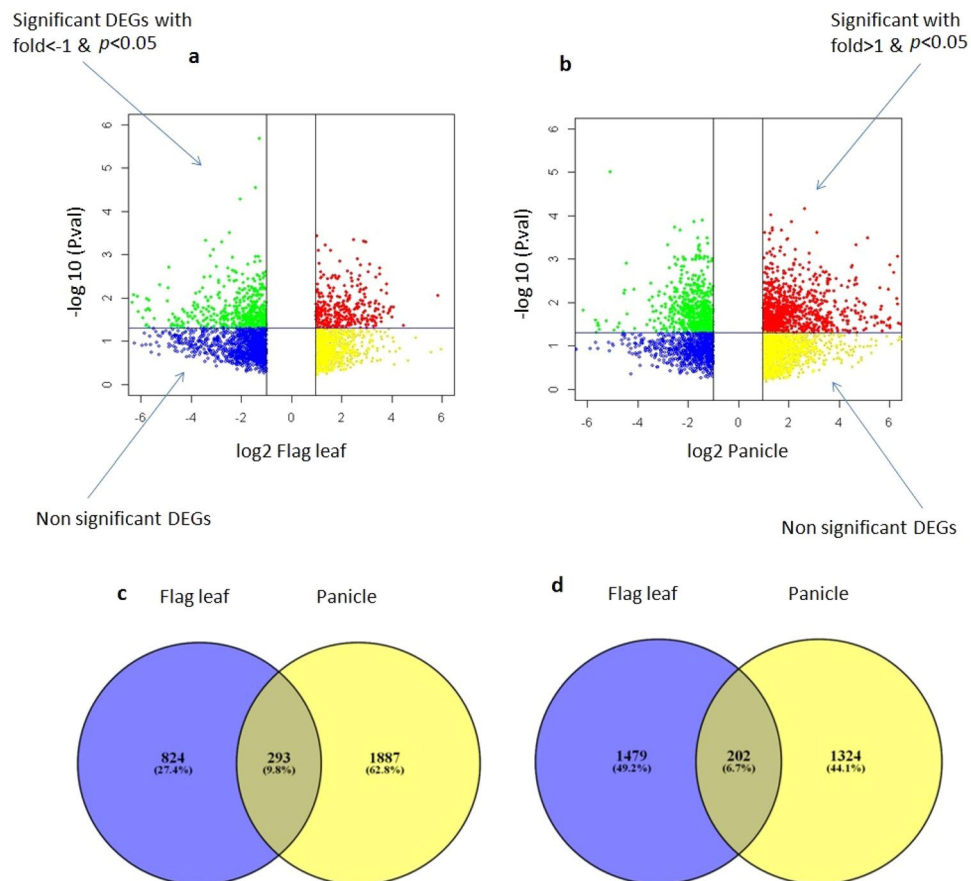 Significant DEGs with
fold<-1 & p<0.05
a
Significant with
fold>1 & p<0.05
b
6
5
4
3
2
1
0
-log 10 (P.val)
-6 -4 -2 0 2 4 6
log2 Flag leaf
6
5
4
3
2
1
0
-log 10 (P.val)
-6 -4 -2 0 2 4 6
log2 Panicle
Non significant DEGs
Non significant DEGs
c
Flag leaf
Panicle
824
(27.4%)
293
(9.8%)
1887
(62.8%)
d
Flag leaf
Panicle
1479
(49.2%)
202
(6.7%)
1324
(44.1%)